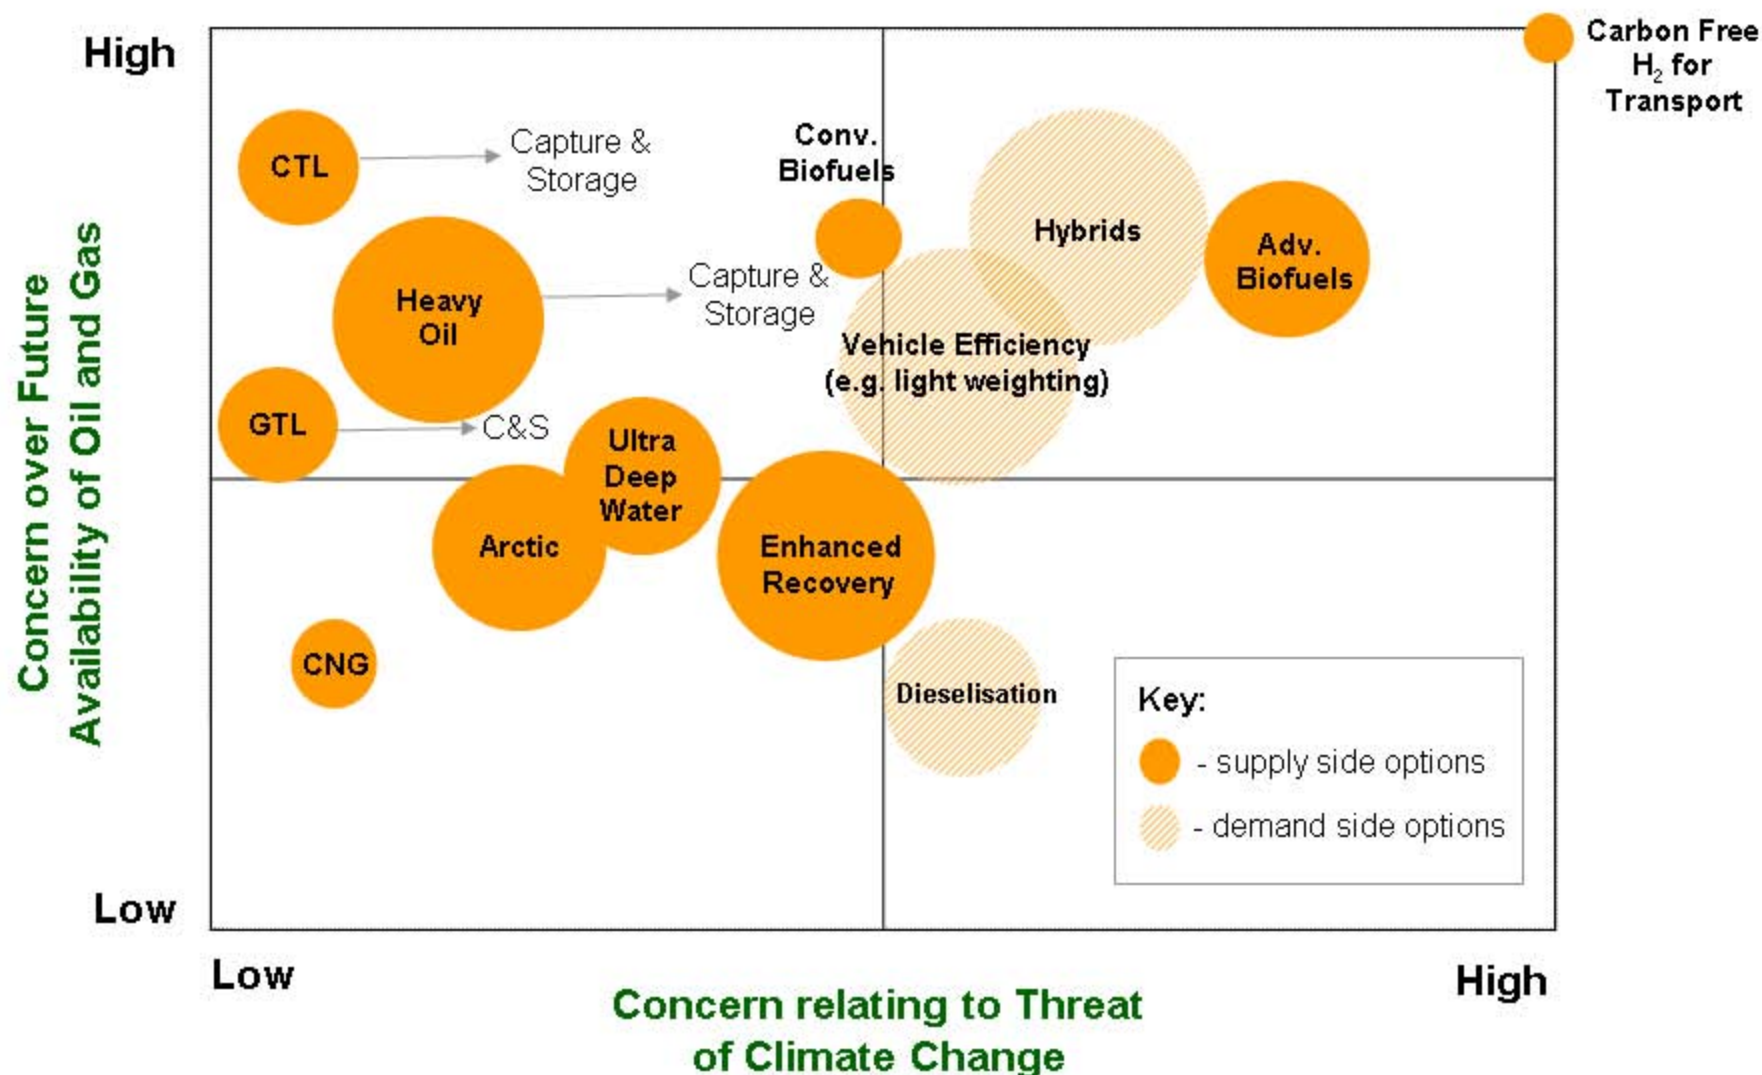 High
Carbon Free
H₂ for
Transport
CTL
Capture &
Storage
Conv.
Biofuels
Hybrids
Adv.
Biofuels
Heavy
Oil
Capture &
Storage
Vehicle Efficiency
(e.g. light weighting)
GTL
C&S
Ultra
Deep
Water
Arctic
Enhanced
Recovery
CNG
Dieselisation
Key:
- supply side options
- demand side options
Concern over Future
Availability of Oil and Gas
Low
Low
High
Concern relating to Threat
of Climate Change